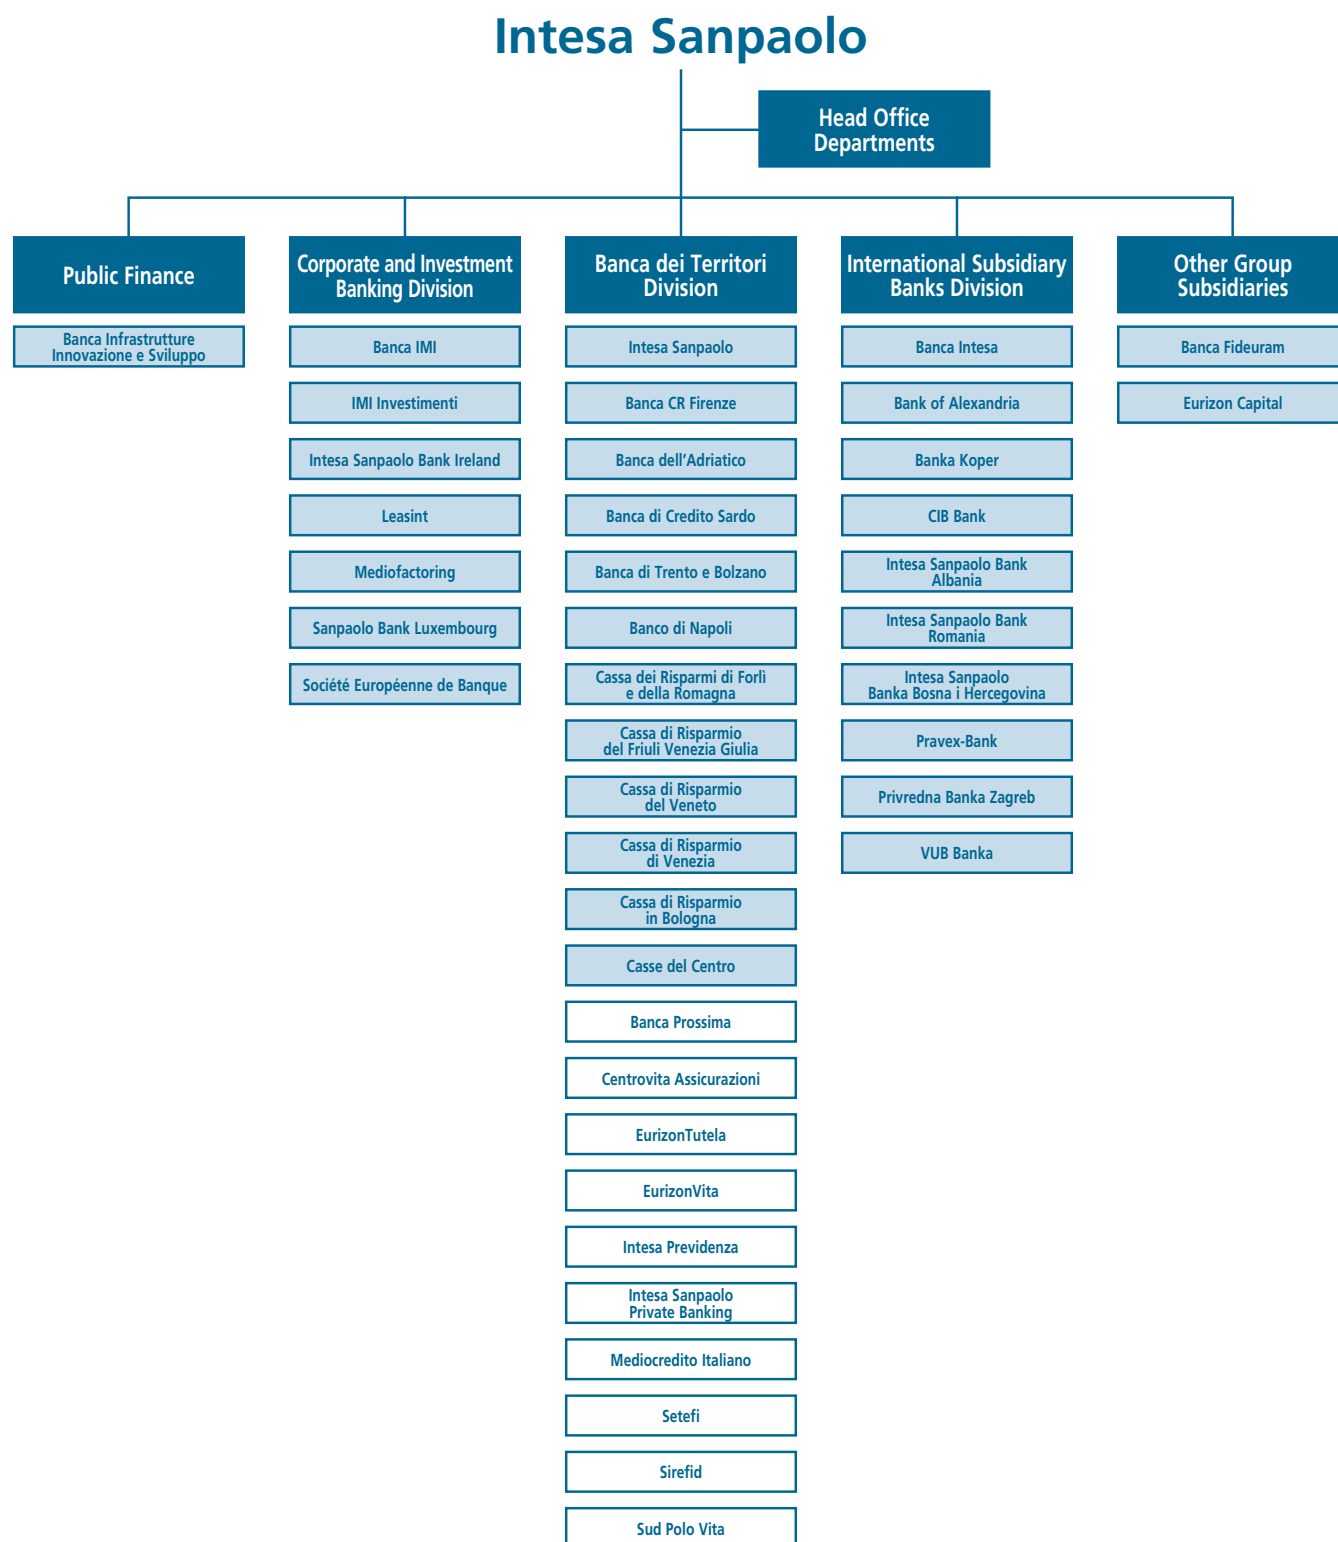 Intesa Sanpaolo
Head Office
Departments
Public Finance
Banca Infrastrutture
Innovazione e Sviluppo
Corporate and Investment
Banking Division
Banca IMI
IMI Investimenti
Intesa Sanpaolo Bank Ireland
Leasint
Mediofactoring
Sanpaolo Bank Luxembourg
Société Européenne de Banque
Banca dei Territori
Division
Intesa Sanpaolo
Banca CR Firenze
Banca dell'Adriatico
Banca di Credito Sardo
Banca di Trento e Bolzano
Banco di Napoli
Cassa dei Risparmi di Forlì
e della Romagna
Cassa di Risparmio
del Friuli Venezia Giulia
Cassa di Risparmio
del Veneto
Cassa di Risparmio
di Venezia
Cassa di Risparmio
in Bologna
Casse del Centro
Banca Prossima
Centrovita Assicurazioni
EurizonTutela
EurizonVita
Intesa Previdenza
Intesa Sanpaolo
Private Banking
Mediocredito Italiano
Setefi
Sirefid
Sud Polo Vita
International Subsidiary
Banks Division
Banca Intesa
Bank of Alexandria
Banka Koper
CIB Bank
Intesa Sanpaolo Bank
Albania
Intesa Sanpaolo Bank
Romania
Intesa Sanpaolo
Banka Bosna i Hercegovina
Pravex-Bank
Privredna Banka Zagreb
VUB Banka
Other Group
Subsidiaries
Banca Fideuram
Eurizon Capital